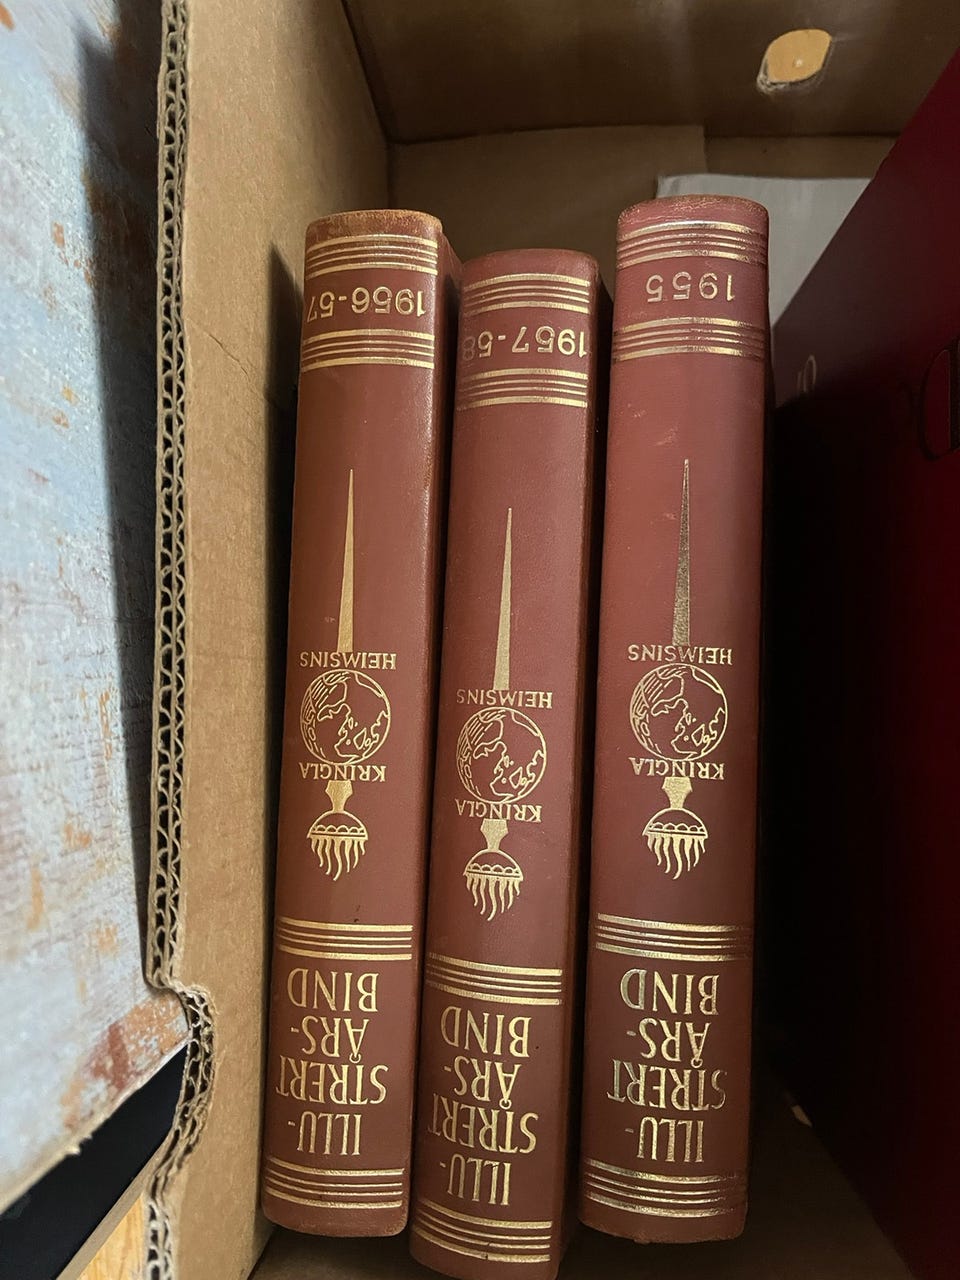 ILLU-
STRERT
ÅRS-
BIND
KRINGLA
HEIMSINS
1955
ILLU-
STRERT
ÅRS-
BIND
KRINGLA
HEIMSINS
1957-58
ILLU-
STRERT
ÅRS-
BIND
KRINGLA
HEIMSINS
1956-57